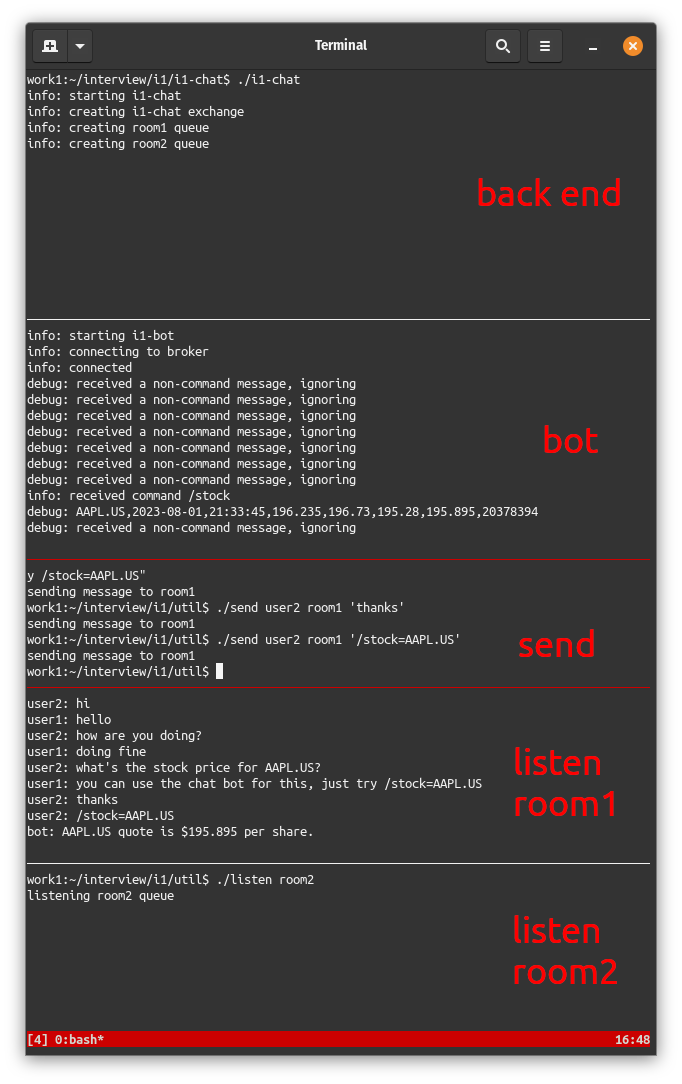 Terminal
work1:~/interview/i1/i1-chat$ ./i1-chat
info: starting i1-chat
info: creating i1-chat exchange
info: creating room1 queue
info: creating room2 queue
back end
info: starting i1-bot
info: connecting to broker
info: connected
debug: received a non-command message, ignoring
debug: received a non-command message, ignoring
debug: received a non-command message, ignoring
debug: received a non-command message, ignoring
debug: received a non-command message, ignoring
debug: received a non-command message, ignoring
debug: received a non-command message, ignoring
info: received command /stock
debug: AAPL.US,2023-08-01,21:33:45,196.235,196.73,195.28,195.895,20378394
debug: received a non-command message, ignoring
bot
y /stock=AAPL.US"
sending message to room1
work1:~/interview/i1/util$ ./send user2 room1 'thanks'
sending message to room1
work1:~/interview/i1/util$ ./send user2 room1 '/stock=AAPL.US'
sending message to room1
work1:~/interview/i1/util$
send
user2: hi
user1: hello
user2: how are you doing?
user1: doing fine
user2: what's the stock price for AAPL.US?
user1: you can use the chat bot for this, just try /stock=AAPL.US
user2: thanks
user2: /stock=AAPL.US
bot: AAPL.US quote is $195.895 per share.
listen
room1
work1:~/interview/i1/util$ ./listen room2
listening room2 queue
listen
room2
[4] 0:bash* 16:48